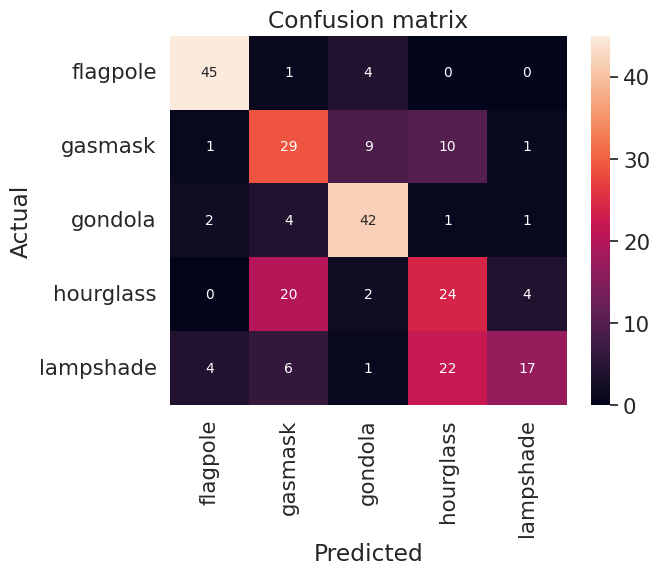 Confusion matrix
Actual
flagpole 45 1 4 0 0
gasmask 1 29 9 10 1
gondola 2 4 42 1 1
hourglass 0 20 2 24 4
lampshade 4 6 1 22 17
flagpole gasmask gondola hourglass lampshade
Predicted
40
30
20
10
0